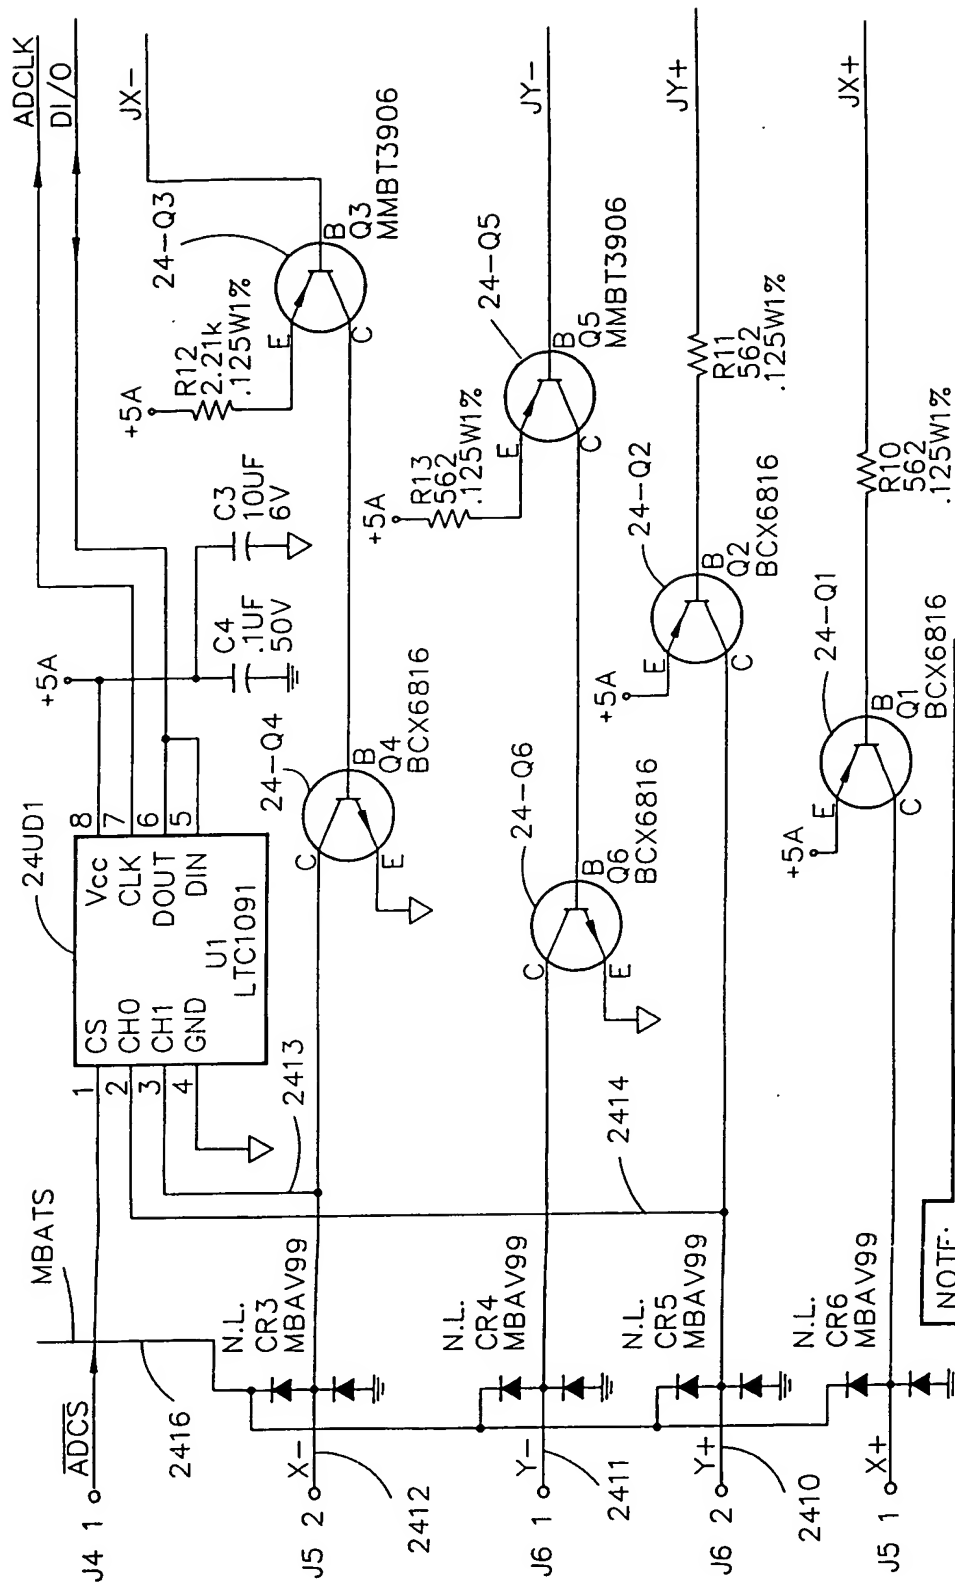 ADCLK
DI/O
JX-
JY-
JY+
JX+
24-Q3
B
Q3
MMBT3906
E
C
+5A
R12
2.21k
.125W1%
24-Q5
B
Q5
MMBT3906
E
C
+5A
R13
562
.125W1%
R11
562
.125W1%
R10
562
.125W1%
24-Q2
B
Q2
BCX6816
E
C
+5A
24-Q1
B
Q1
BCX6816
E
C
+5A
C3
10UF
6V
C4
.1UF
50V
+5A
24-Q4
B
Q4
BCX6816
C
E
24-Q6
B
Q6
BCX6816
C
E
24UD1
8
7
6
5
Vcc
CLK
DOUT
DIN
U1
LTC1091
CS
CH0
CH1
GND
1
2
3
4
2413
2414
MBATS
2416
ADCS
J4 1
N.L.
CR3
MBAV99
N.L.
CR4
MBAV99
N.L.
CR5
MBAV99
N.L.
CR6
MBAV99
X-
J5 2
2412
Y-
J6 1
2411
Y+
J6 2
2410
X+
J5 1
NOTE: